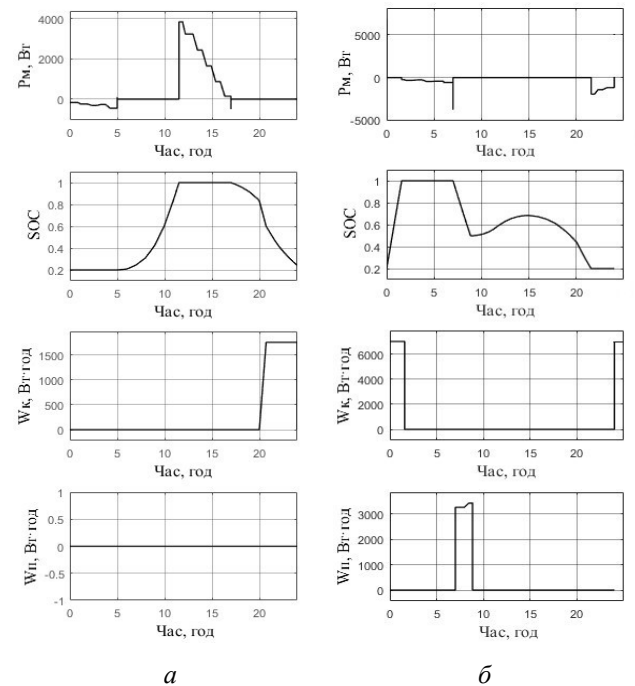 Рм, Вт
4000
2000
0
0 5 10 15 20
Час, год
SOC
1
0.8
0.6
0.4
0.2
0 5 10 15 20
Час, год
Wк, Вт·год
1500
1000
500
0
0 5 10 15 20
Час, год
Wп, Вт·год
1
0.5
0
-0.5
-1
0 5 10 15 20
Час, год
а
Рм, Вт
5000
0
-5000
0 5 10 15 20
Час, год
SOC
1
0.8
0.6
0.4
0.2
0 5 10 15 20
Час, год
Wк, Вт·год
6000
4000
2000
0
0 5 10 15 20
Час, год
Wп, Вт·год
3000
2000
1000
0
0 5 10 15 20
Час, год
б